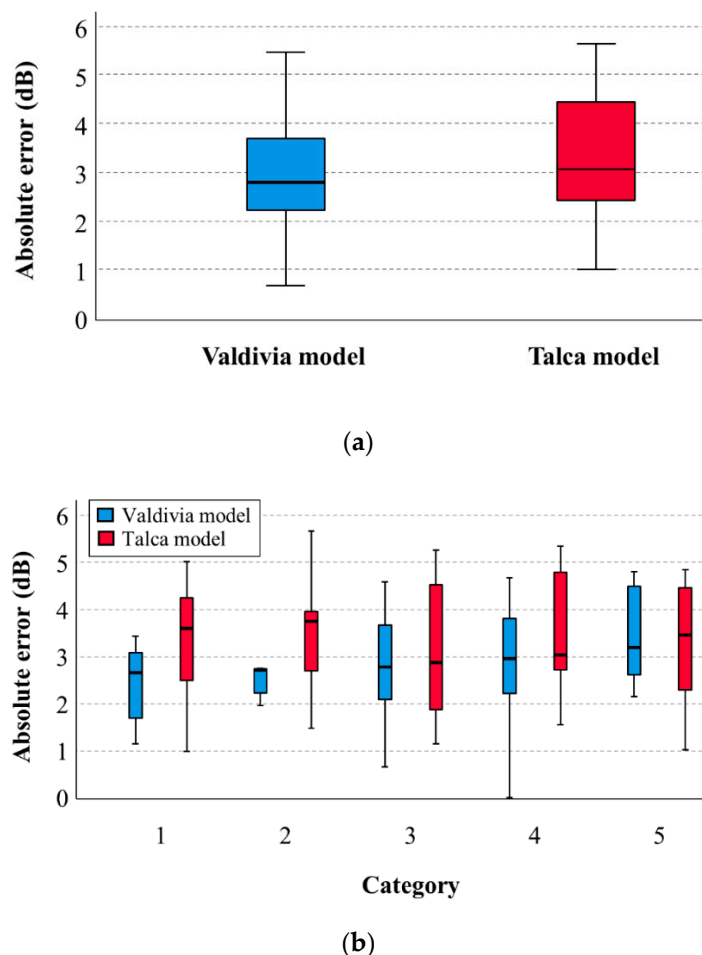 6
5
4
3
2
1
0
Absolute error (dB)
Valdivia model Talca model
(a)
Valdivia model
Talca model
6
5
4
3
2
1
0
Absolute error (dB)
1 2 3 4 5
Category
(b)